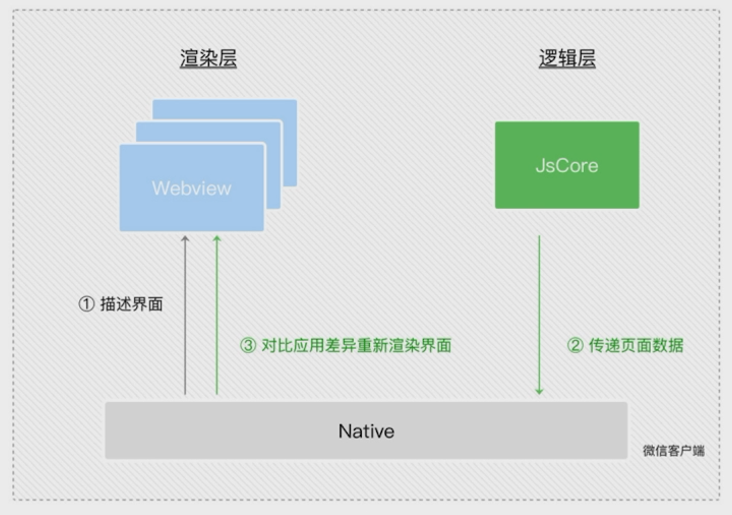 渲染层
逻辑层
Webview
JsCore
① 描述界面
③ 对比应用差异重新渲染界面
② 传递页面数据
Native
微信客户端